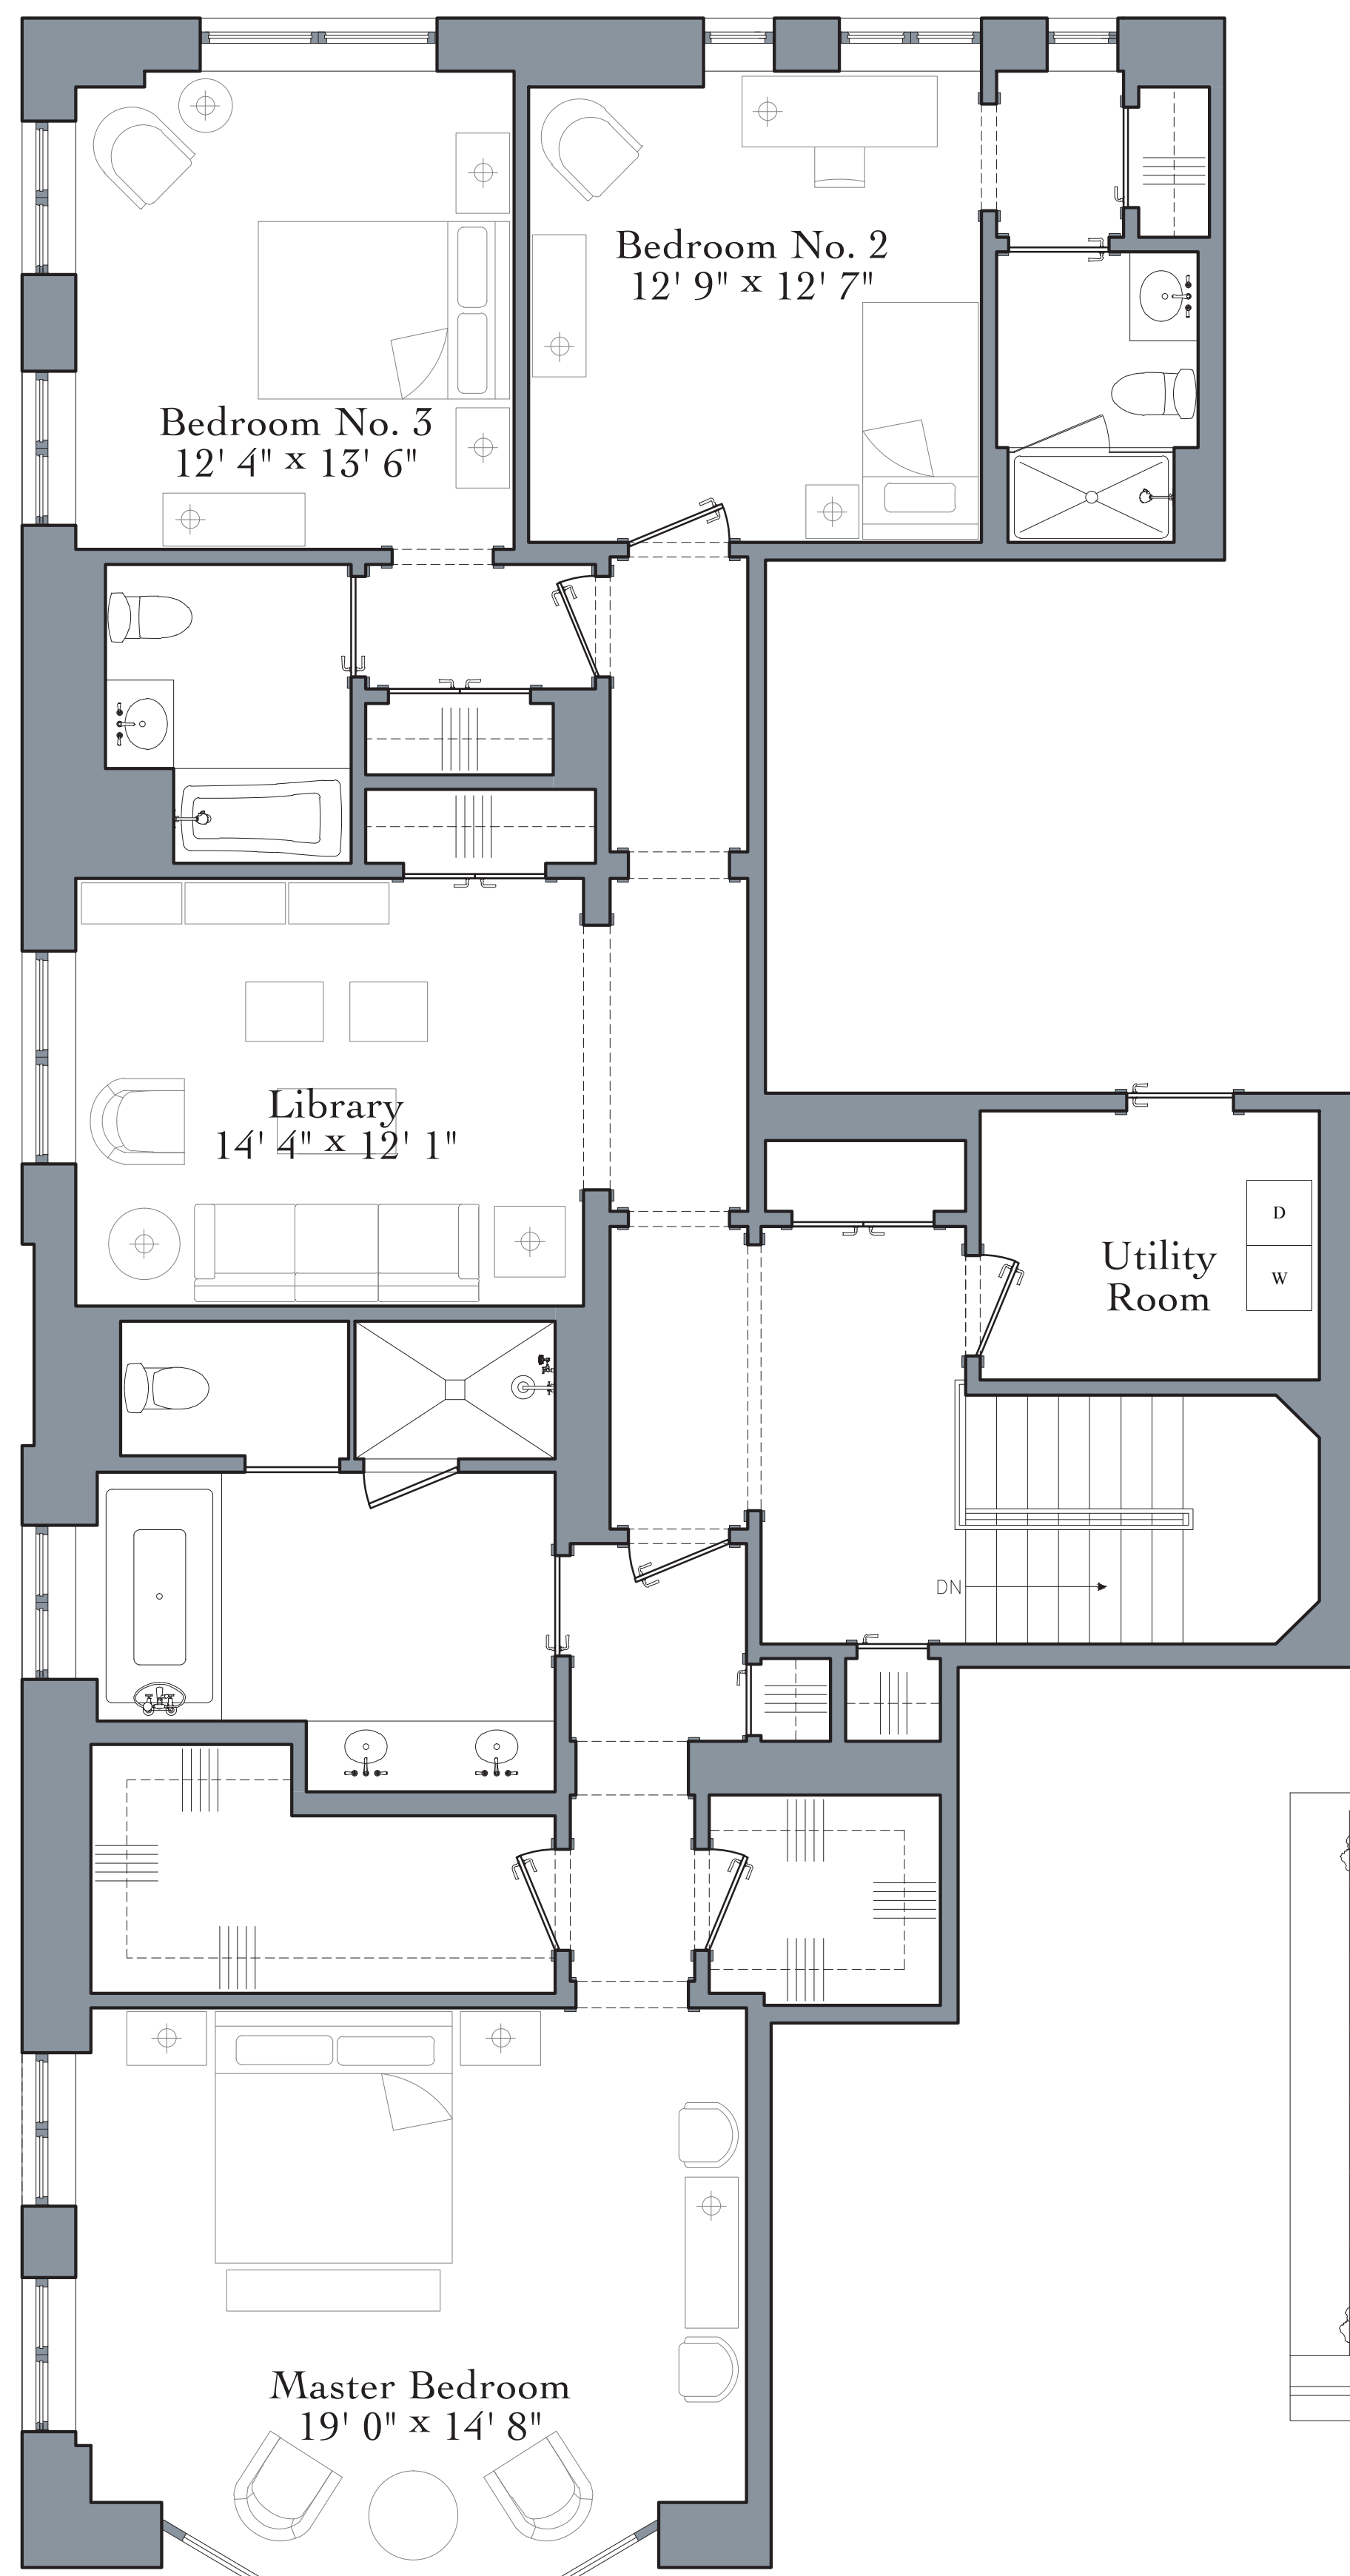 Bedroom No. 2
12' 9" x 12' 7"
Bedroom No. 3
12' 4" x 13' 6"
Library
14' 4" x 12' 1"
D
Utility
Room
W
DN
Master Bedroom
19' 0" x 14' 8"